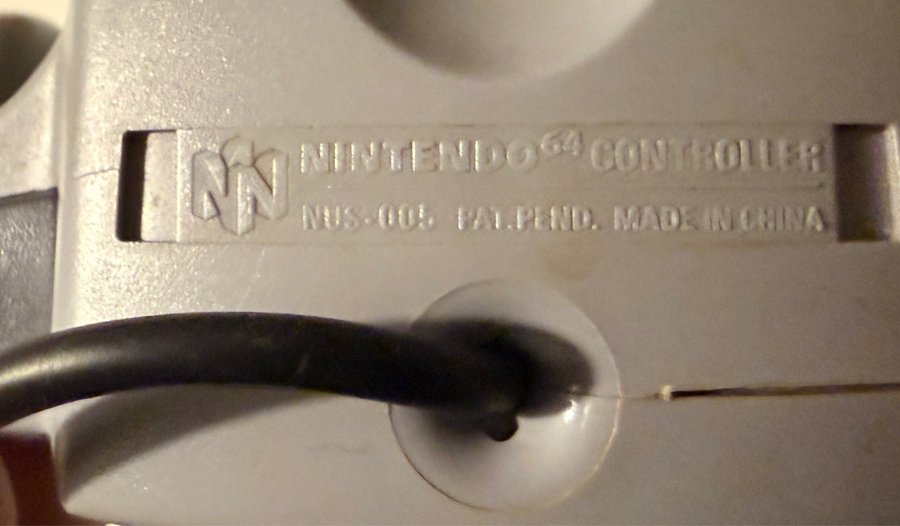 NINTENDO64 CONTROLLER
NUS-005 PAT.PEND. MADE IN CHINA